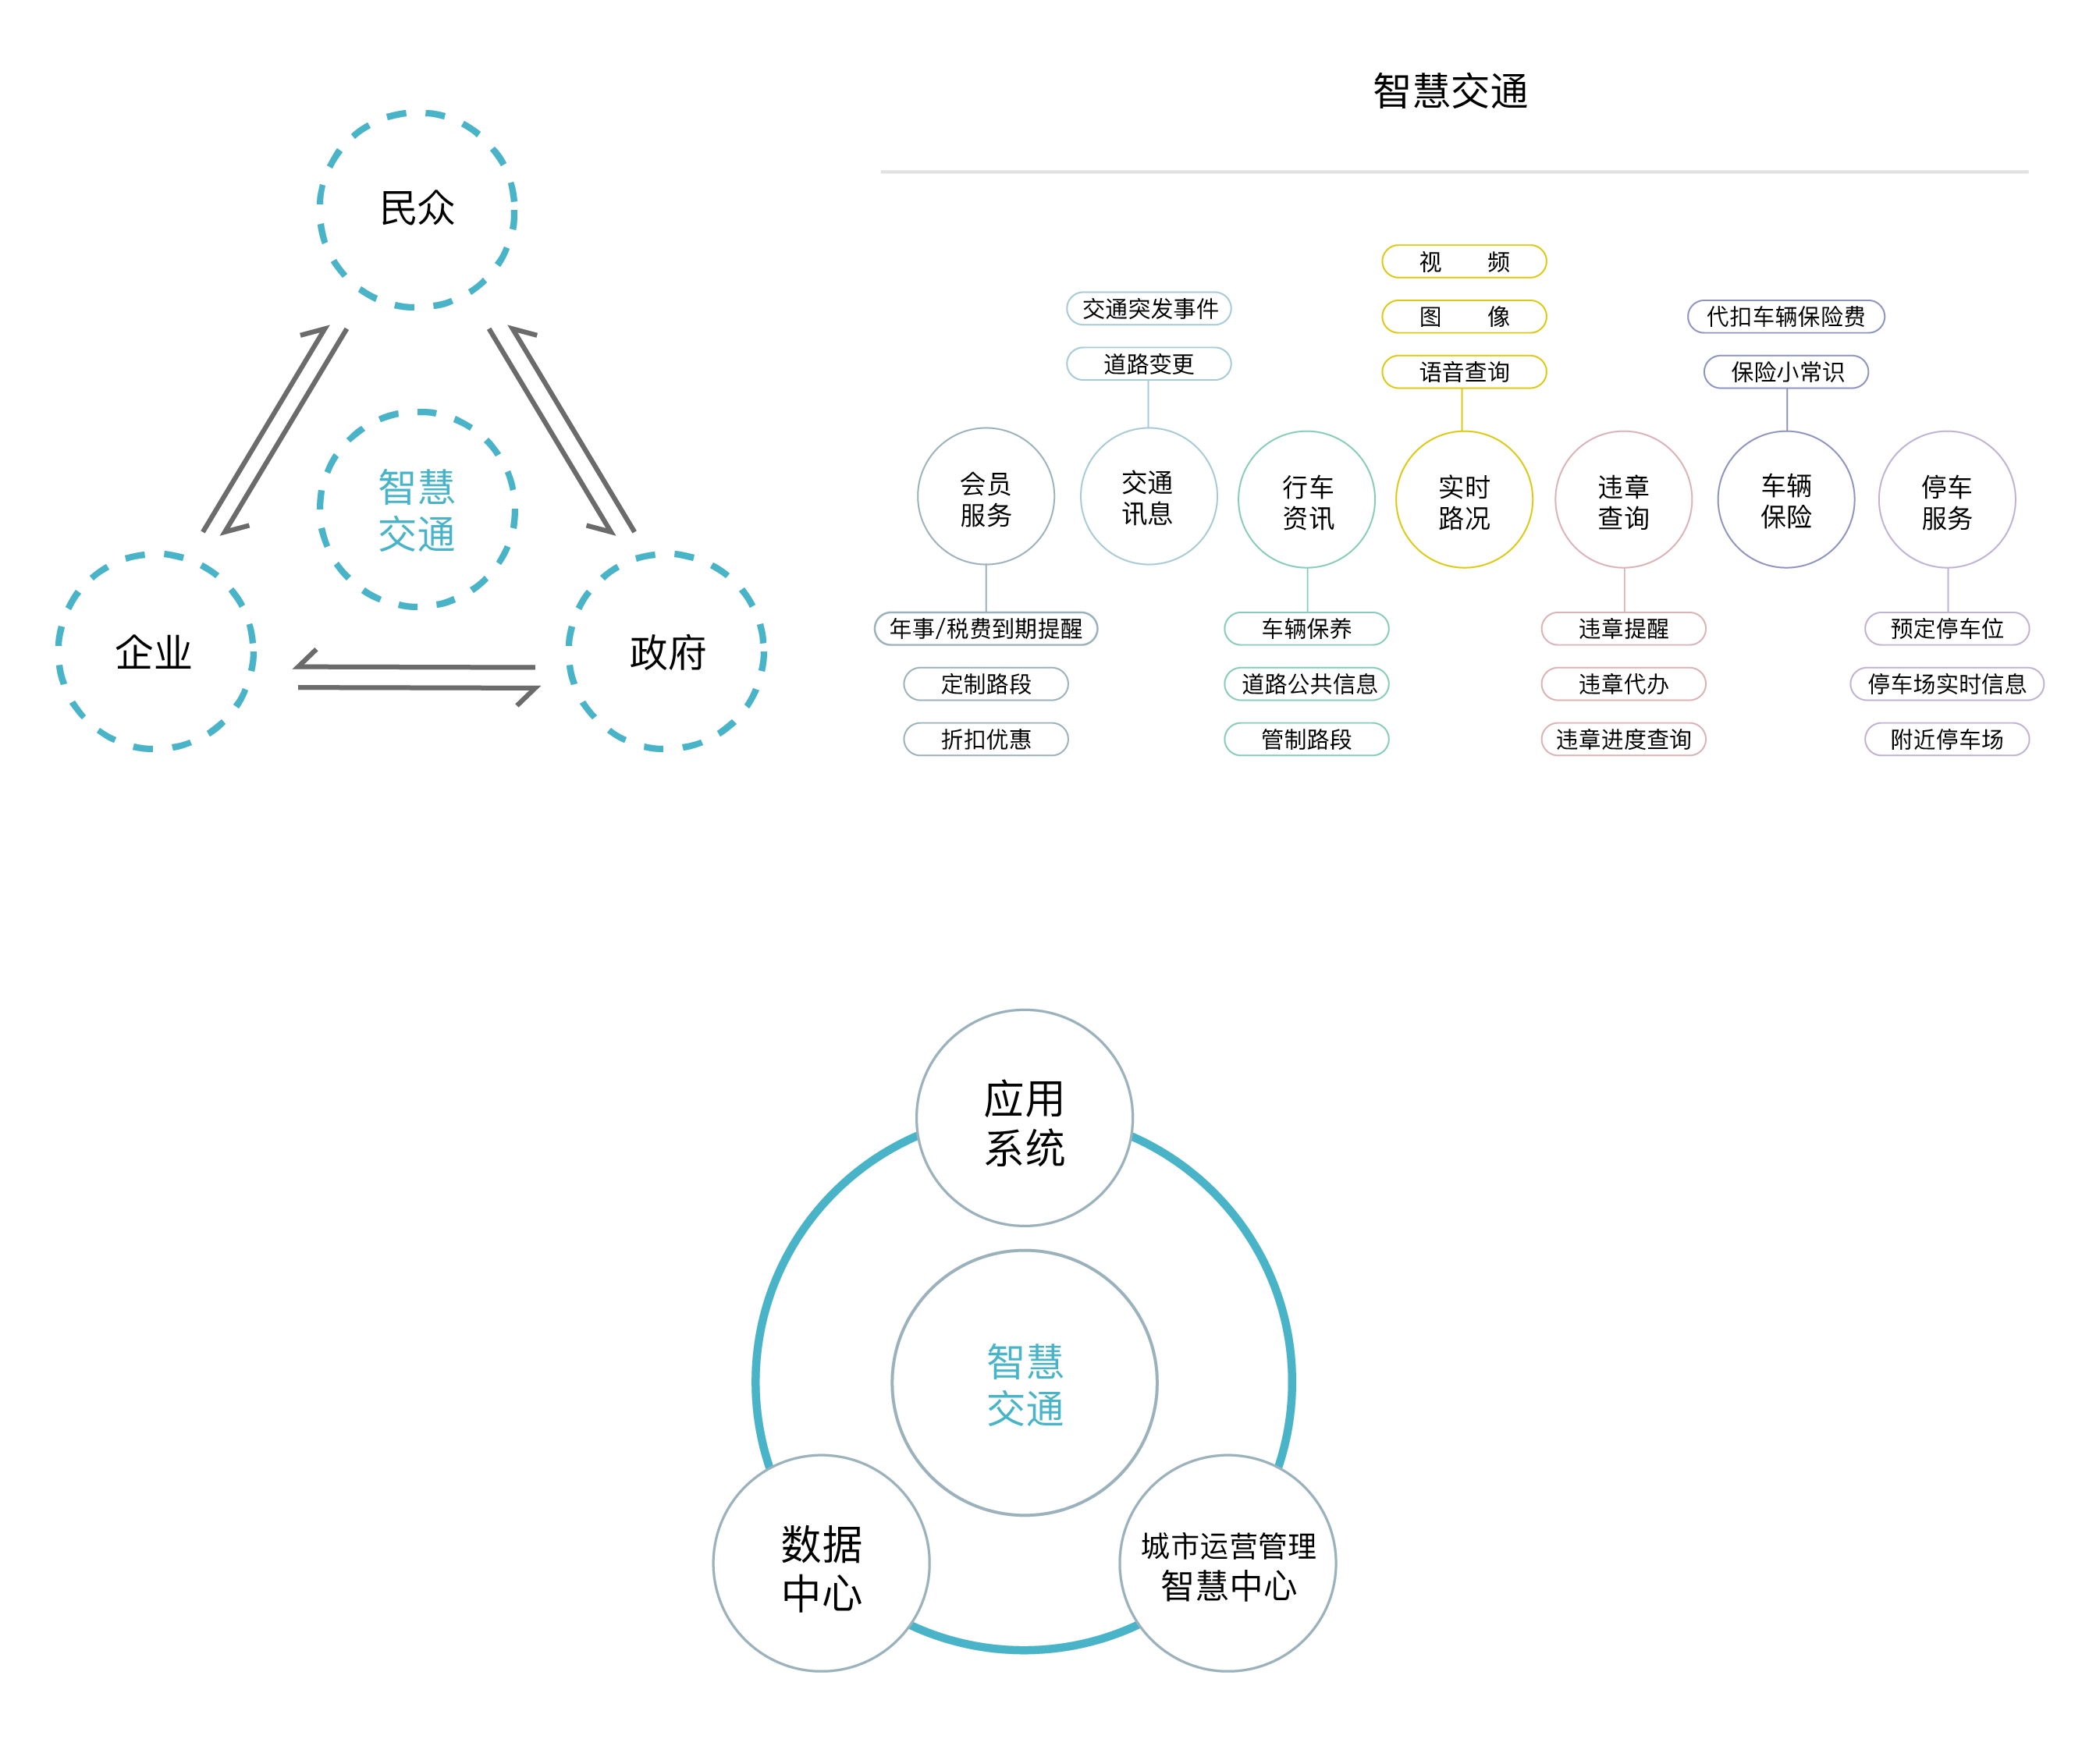 民众
智慧
交通
企业
政府
智慧交通
会员
服务
年事/税费到期提醒
定制路段
折扣优惠
交通突发事件
道路变更
交通
讯息
行车
资讯
车辆保养
道路公共信息
管制路段
视 频
图 像
语音查询
实时
路况
违章
查询
违章提醒
违章代办
违章进度查询
代扣车辆保险费
保险小常识
车辆
保险
停车
服务
预定停车位
停车场实时信息
附近停车场
应用
系统
智慧
交通
数据
中心
城市运营管理
智慧中心